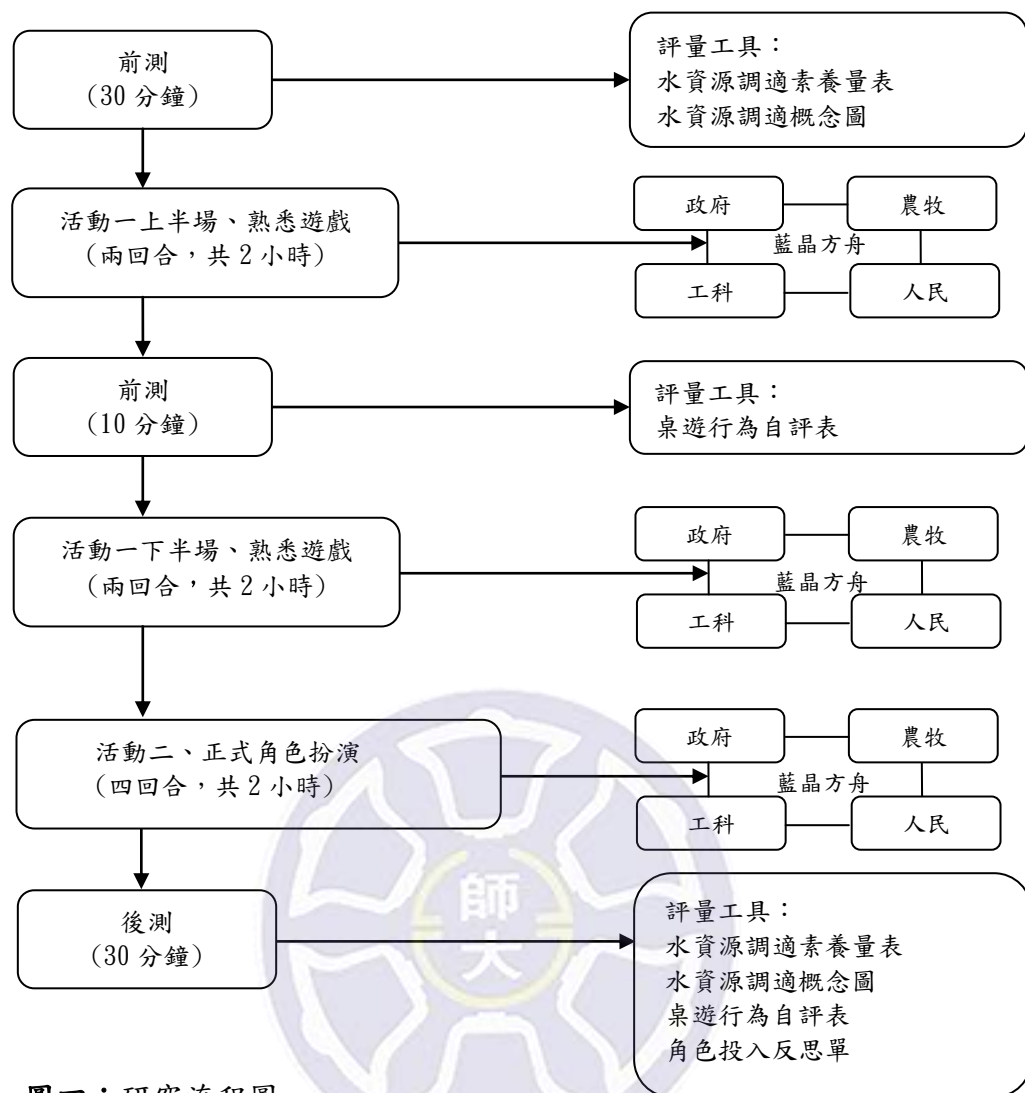 前測
(30 分鐘)
評量工具：
水資源調適素養量表
水資源調適概念圖
活動一上半場、熟悉遊戲
(兩回合，共 2 小時)
政府
農牧
藍晶方舟
工科
人民
前測
(10 分鐘)
評量工具：
桌遊行為自評表
活動一下半場、熟悉遊戲
(兩回合，共 2 小時)
政府
農牧
藍晶方舟
工科
人民
活動二、正式角色扮演
(四回合，共 2 小時)
政府
農牧
藍晶方舟
工科
人民
後測
(30 分鐘)
評量工具：
水資源調適素養量表
水資源調適概念圖
桌遊行為自評表
角色投入反思單
師大